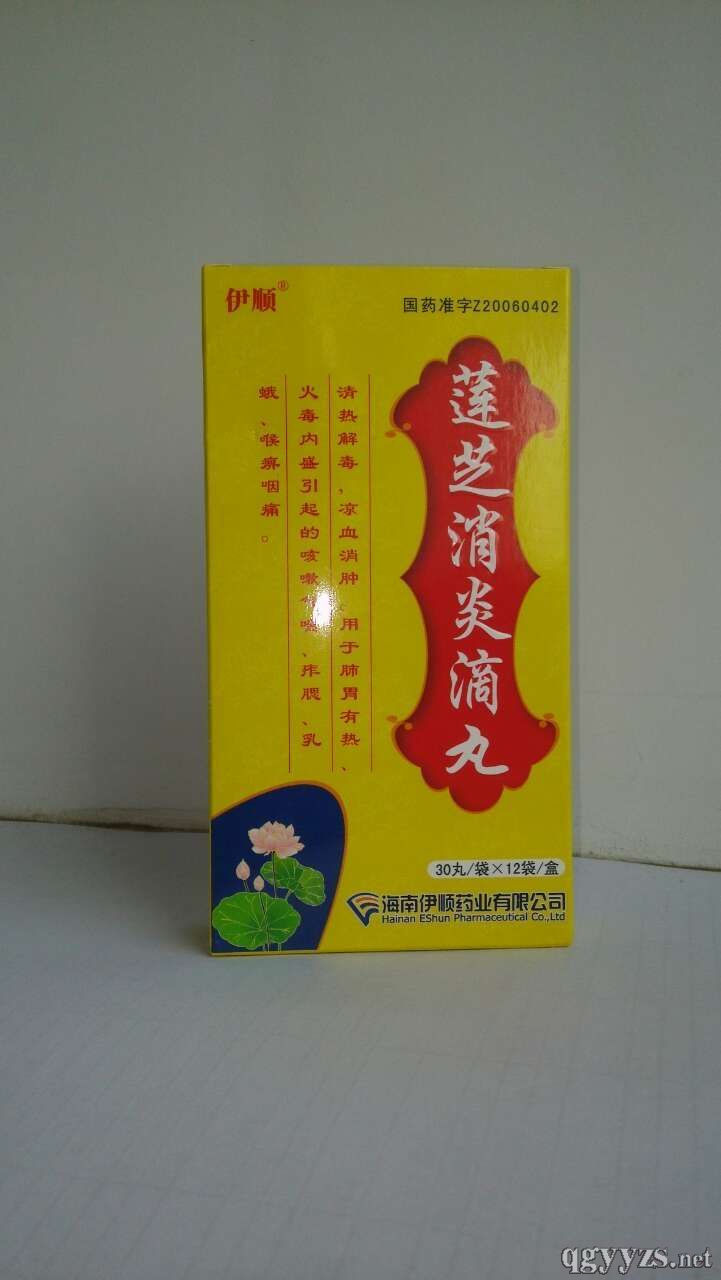 伊顺®
国药准字Z20060402
莲芝消炎滴丸
清热解毒，凉血消肿。用于肺胃有热、
火毒内盛引起的咳嗽喘、痄腮、乳
蛾、喉痹咽痛。
30丸/袋×12袋/盒
海南伊顺药业有限公司
Hainan EShun Pharmaceutical Co.,Ltd
qgyyzs.net